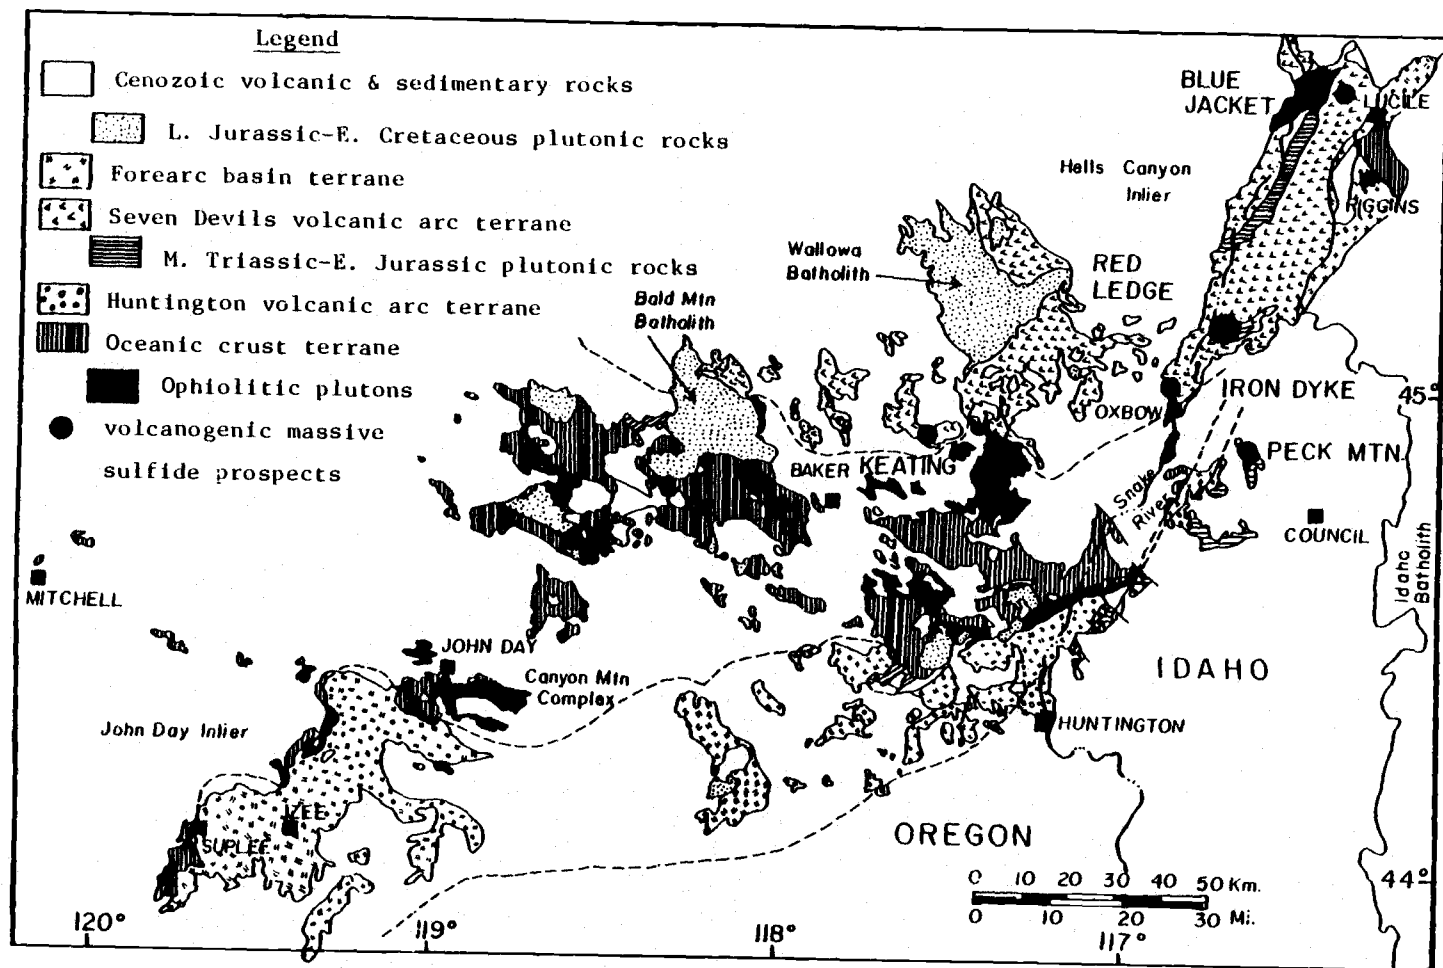 Legend
Cenozoic volcanic & sedimentary rocks
L. Jurassic-E. Cretaceous plutonic rocks
Forearc basin terrane
Seven Devils volcanic arc terrane
M. Triassic-E. Jurassic plutonic rocks
Huntington volcanic arc terrane
Oceanic crust terrane
Ophiolitic plutons
volcanogenic massive
sulfide prospects
BLUE
JACKET
LUCILE
Hells Canyon
Inlier
RIGGINS
Wallowa
Batholith
RED
LEDGE
Bald Mtn
Batholith
IRON DYKE
45°
OXBOW
PECK MTN.
BAKER
KEATING
Snake
River
COUNCIL
Idaho
Batholith
MITCHELL
JOHN DAY
Canyon Mtn
Complex
IDAHO
John Day Inlier
HUNTINGTON
IZEE
SUPLEE
OREGON
0 10 20 30 40 50 Km.
0 10 20 30 Mi.
44°
120°
119°
118°
117°